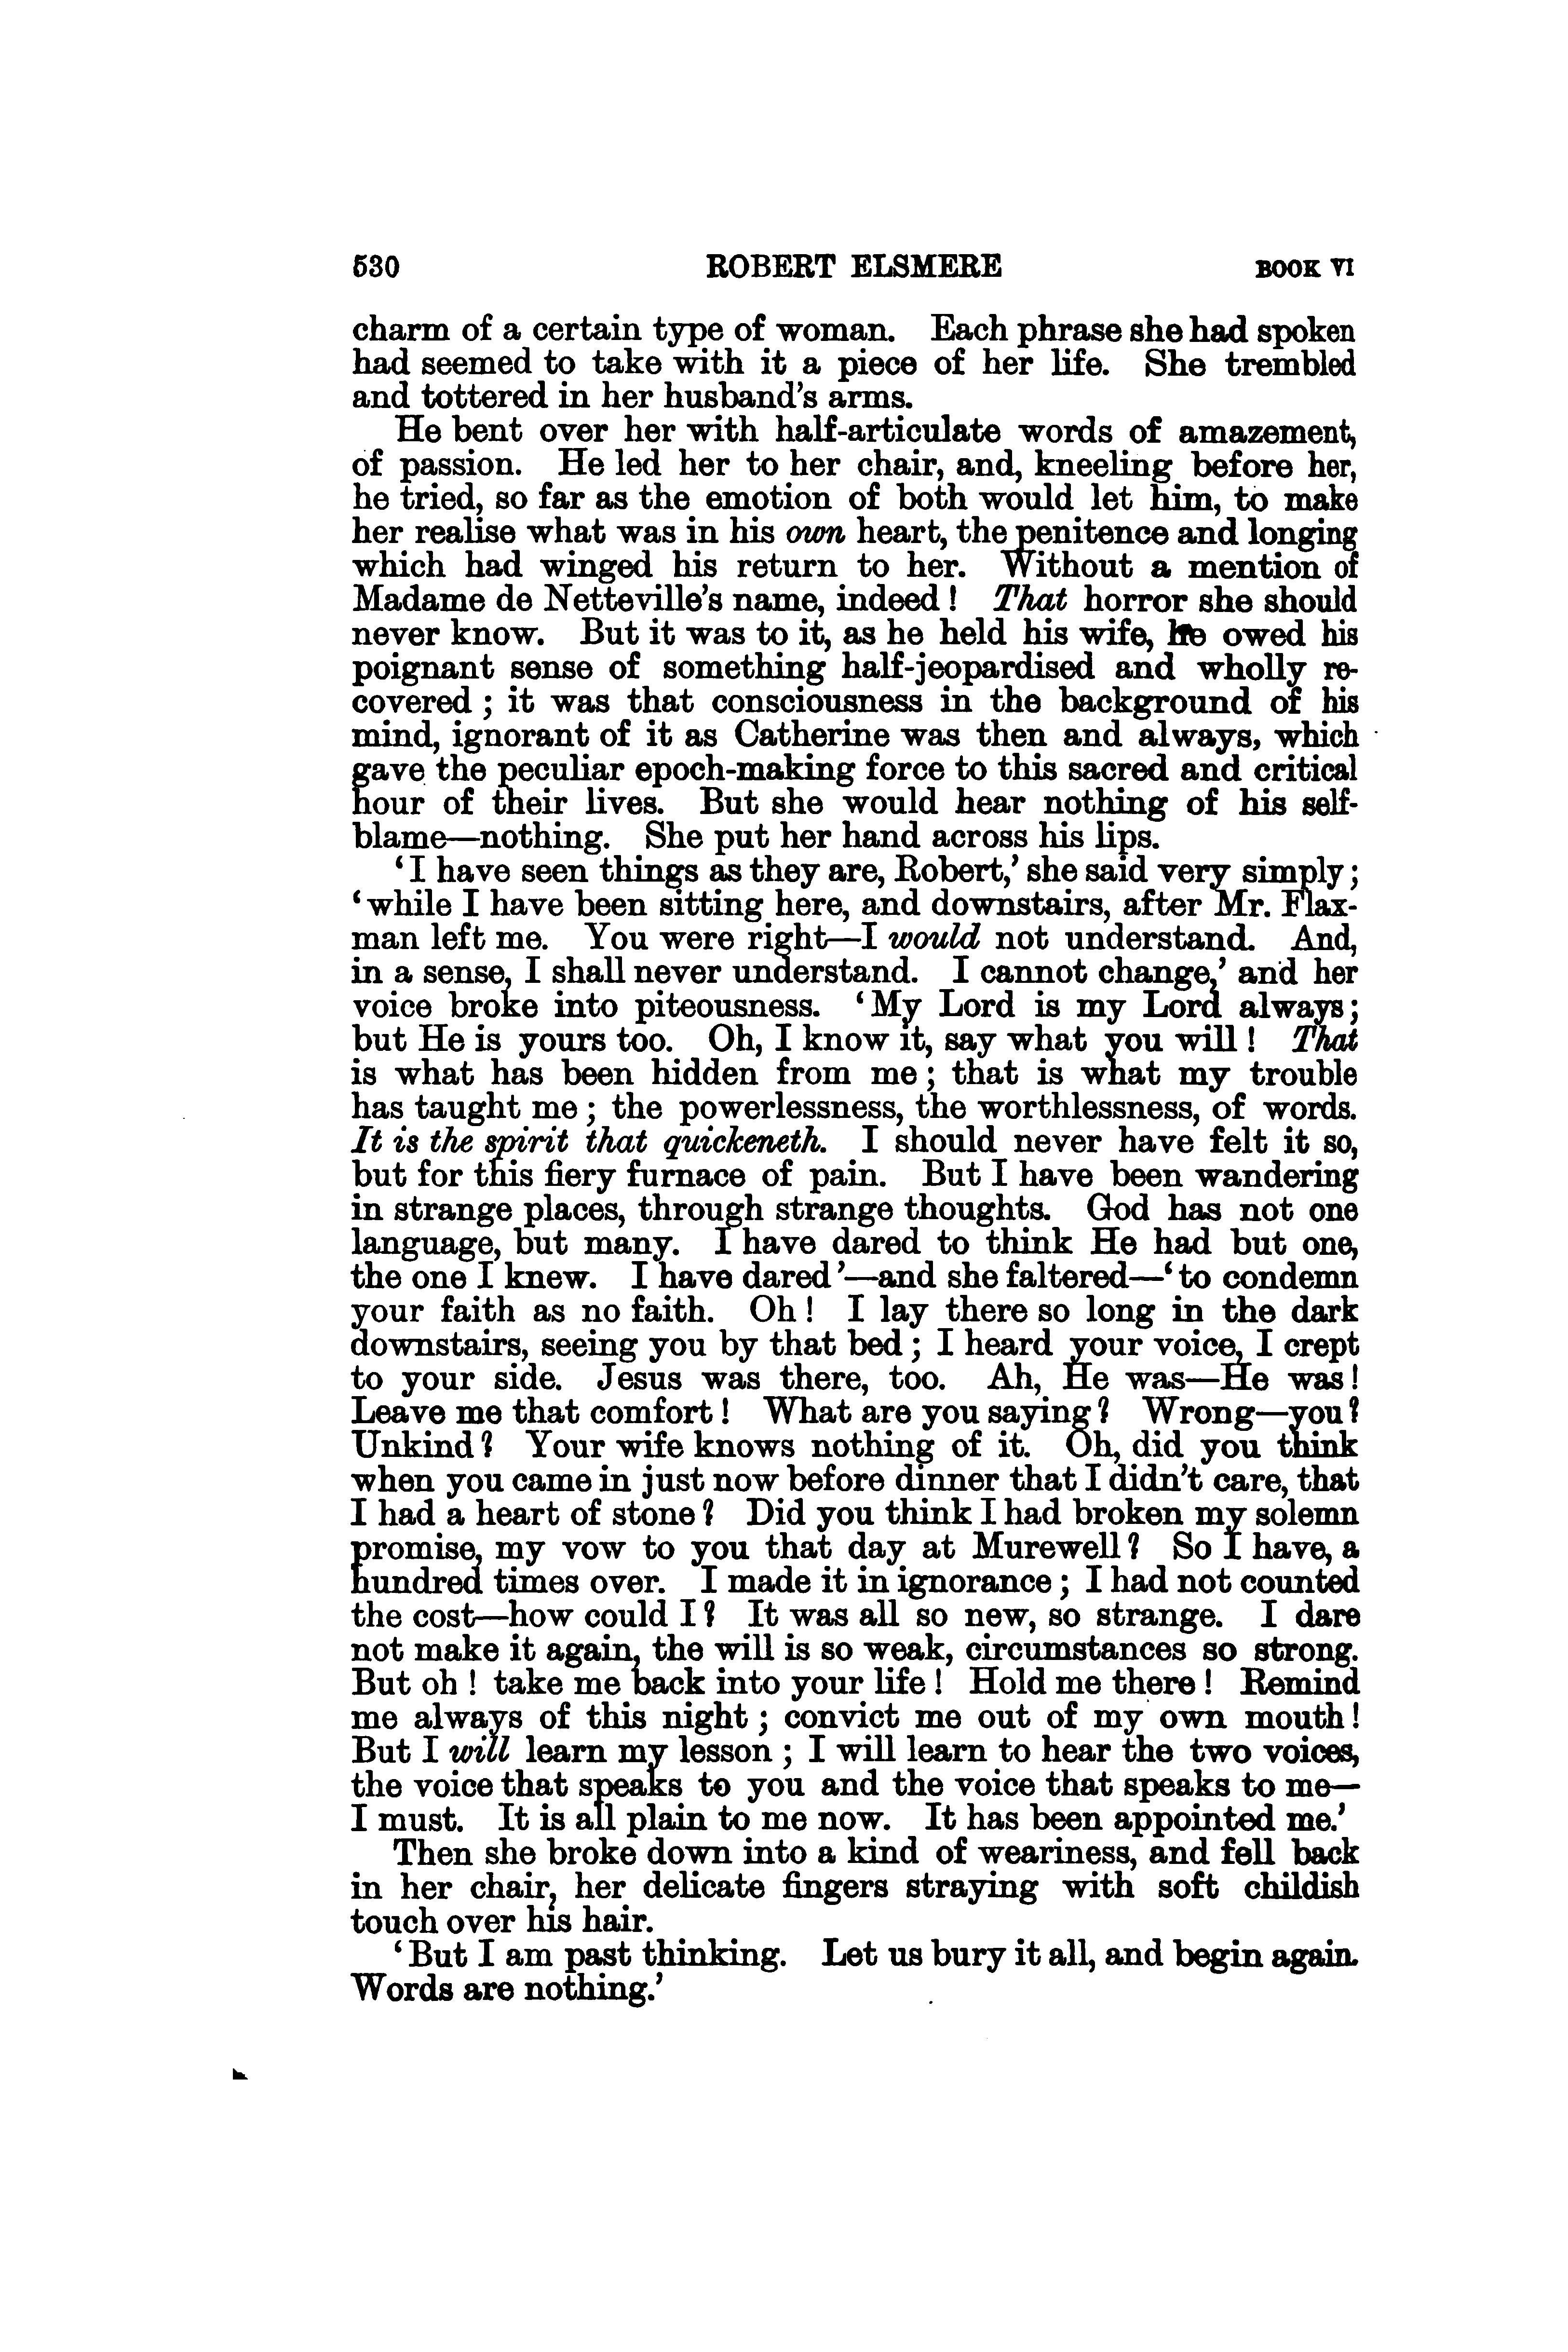 530 ROBERT ELSMERE BOOK VI
charm of a certain type of woman. Each phrase she had spoken
had seemed to take with it a piece of her life. She trembled
and tottered in her husband's arms.
He bent over her with half-articulate words of amazement,
of passion. He led her to her chair, and, kneeling before her,
he tried, so far as the emotion of both would let him, to make
her realise what was in his own heart, the penitence and longing
which had winged his return to her. Without a mention of
Madame de Netteville's name, indeed! That horror she should
never know. But it was to it, as he held his wife, he owed his
poignant sense of something half-jeopardised and wholly re-
covered; it was that consciousness in the background of his
mind, ignorant of it as Catherine was then and always, which
gave the peculiar epoch-making force to this sacred and critical
hour of their lives. But she would hear nothing of his self-
blame—nothing. She put her hand across his lips.
'I have seen things as they are, Robert,' she said very simply;
'while I have been sitting here, and downstairs, after Mr. Flax-
man left me. You were right—I would not understand. And,
in a sense, I shall never understand. I cannot change,' and her
voice broke into piteousness. 'My Lord is my Lord always;
but He is yours too. Oh, I know it, say what you will! That
is what has been hidden from me; that is what my trouble
has taught me; the powerlessness, the worthlessness, of words.
It is the spirit that quickeneth. I should never have felt it so,
but for this fiery furnace of pain. But I have been wandering
in strange places, through strange thoughts. God has not one
language, but many. I have dared to think He had but one,
the one I knew. I have dared'—and she faltered—'to condemn
your faith as no faith. Oh! I lay there so long in the dark
downstairs, seeing you by that bed; I heard your voice, I crept
to your side. Jesus was there, too. Ah, He was—He was!
Leave me that comfort! What are you saying? Wrong—you?
Unkind? Your wife knows nothing of it. Oh, did you think
when you came in just now before dinner that I didn't care, that
I had a heart of stone? Did you think I had broken my solemn
promise, my vow to you that day at Murewell? So I have, a
hundred times over. I made it in ignorance; I had not counted
the cost—how could I? It was all so new, so strange. I dare
not make it again, the will is so weak, circumstances so strong.
But oh! take me back into your life! Hold me there! Remind
me always of this night; convict me out of my own mouth!
But I will learn my lesson; I will learn to hear the two voices,
the voice that speaks to you and the voice that speaks to me—
I must. It is all plain to me now. It has been appointed me.'
Then she broke down into a kind of weariness, and fell back
in her chair, her delicate fingers straying with soft childish
touch over his hair.
'But I am past thinking. Let us bury it all, and begin again.
Words are nothing.'